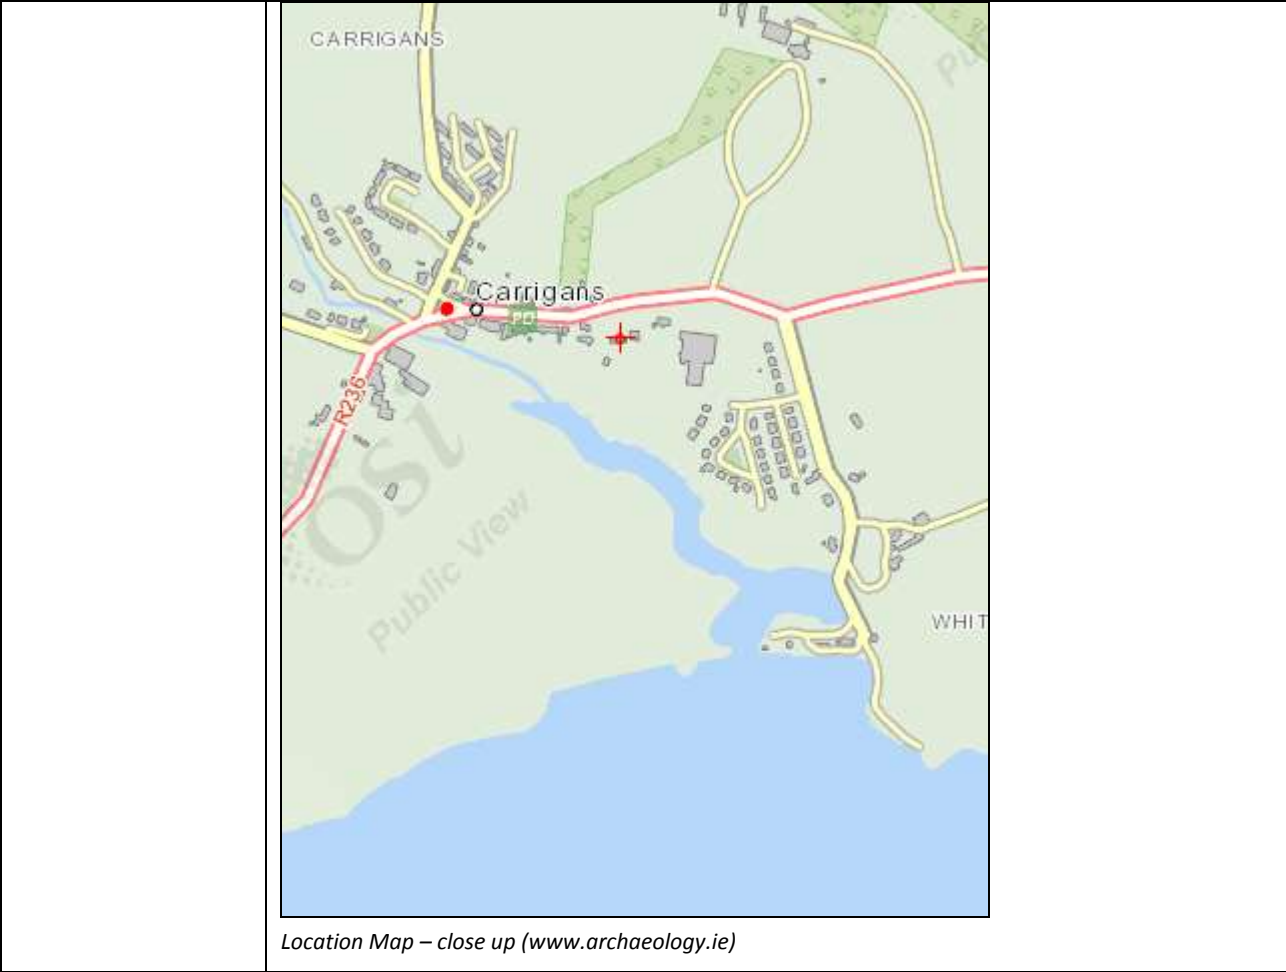 CARRIGANS
Carrigans
PO
R236
osi
Public View
WHIT
Location Map – close up (www.archaeology.ie)